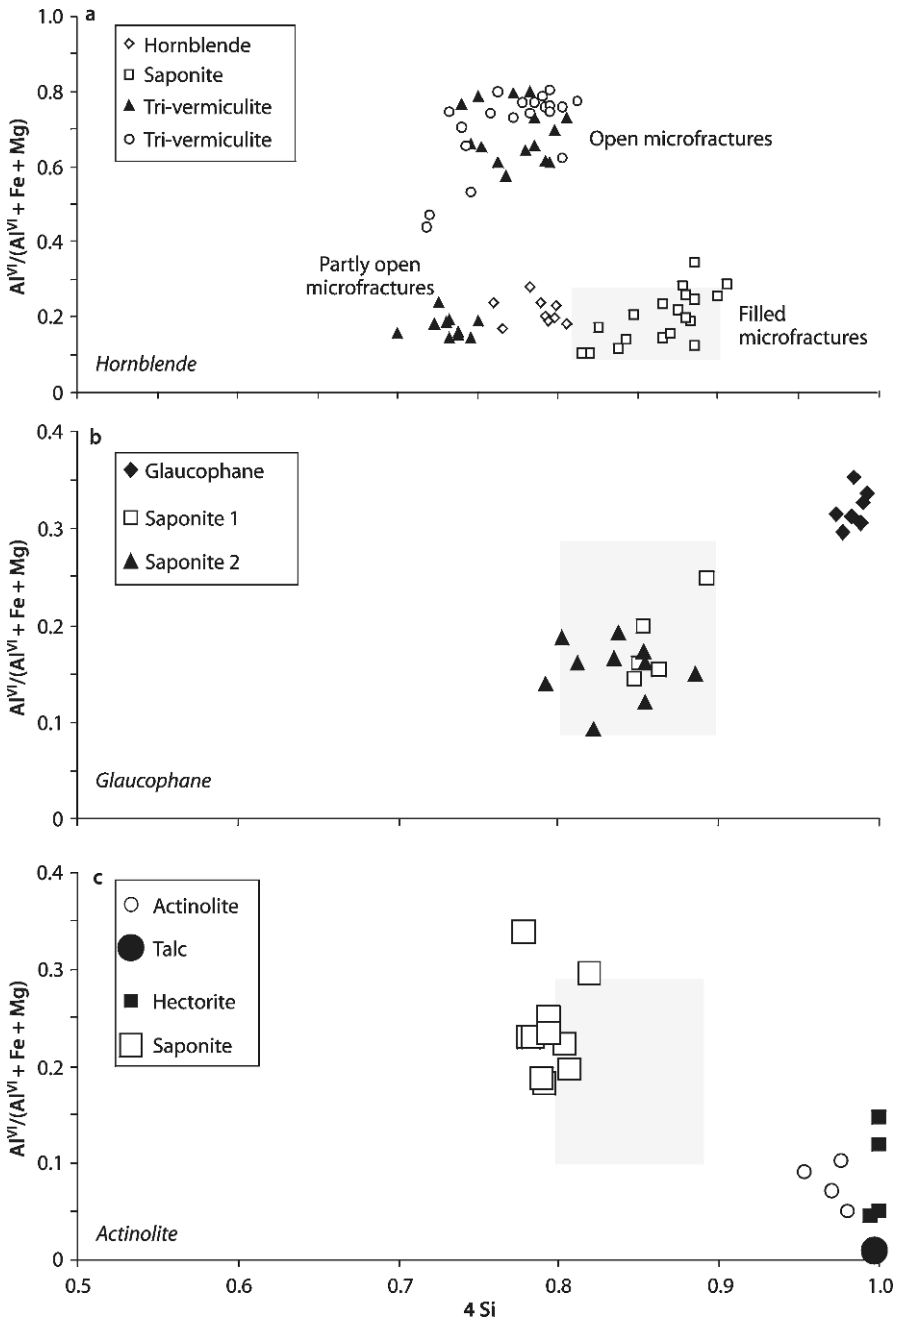 a
1.0
0.8
0.6
0.4
0.2
0
Al^VI/(Al^VI + Fe + Mg)
Hornblende
Saponite
Tri-vermiculite
Tri-vermiculite
Open microfractures
Partly open
microfractures
Filled
microfractures
Hornblende
b
0.4
0.3
0.2
0.1
0
Al^VI/(Al^VI + Fe + Mg)
Glaucophane
Saponite 1
Saponite 2
Glaucophane
c
0.4
0.3
0.2
0.1
0
Al^VI/(Al^VI + Fe + Mg)
Actinolite
Talc
Hectorite
Saponite
Actinolite
0.5 0.6 0.7 0.8 0.9 1.0
4 Si